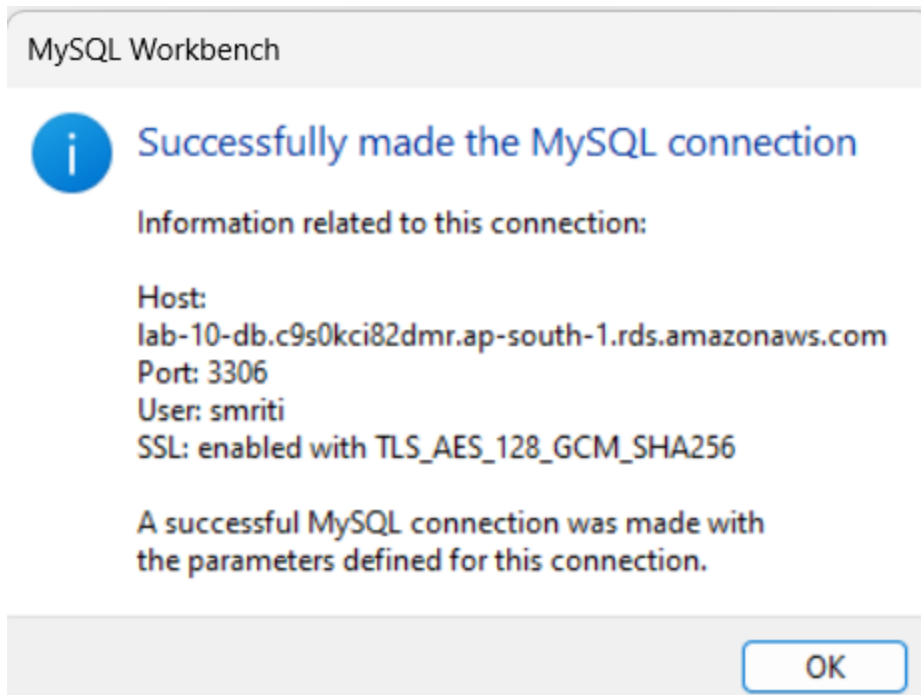 MySQL Workbench
Successfully made the MySQL connection
Information related to this connection:
Host:
lab-10-db.c9s0kci82dmr.ap-south-1.rds.amazonaws.com
Port: 3306
User: smriti
SSL: enabled with TLS_AES_128_GCM_SHA256
A successful MySQL connection was made with
the parameters defined for this connection.
OK